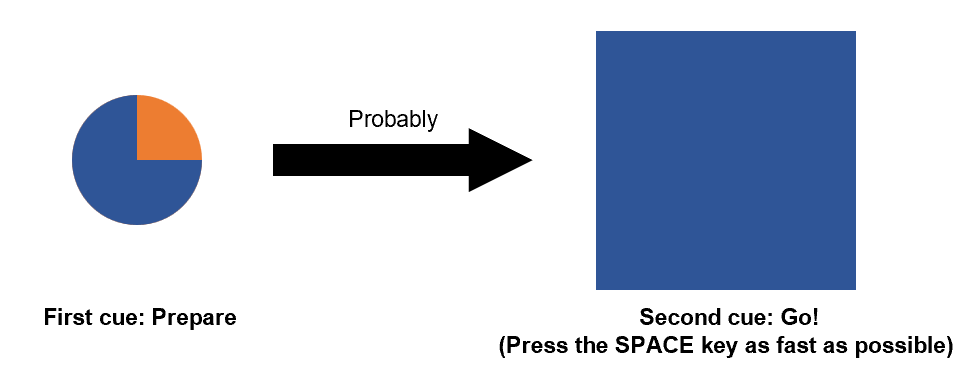 Probably
First cue: Prepare
Second cue: Go!
(Press the SPACE key as fast as possible)